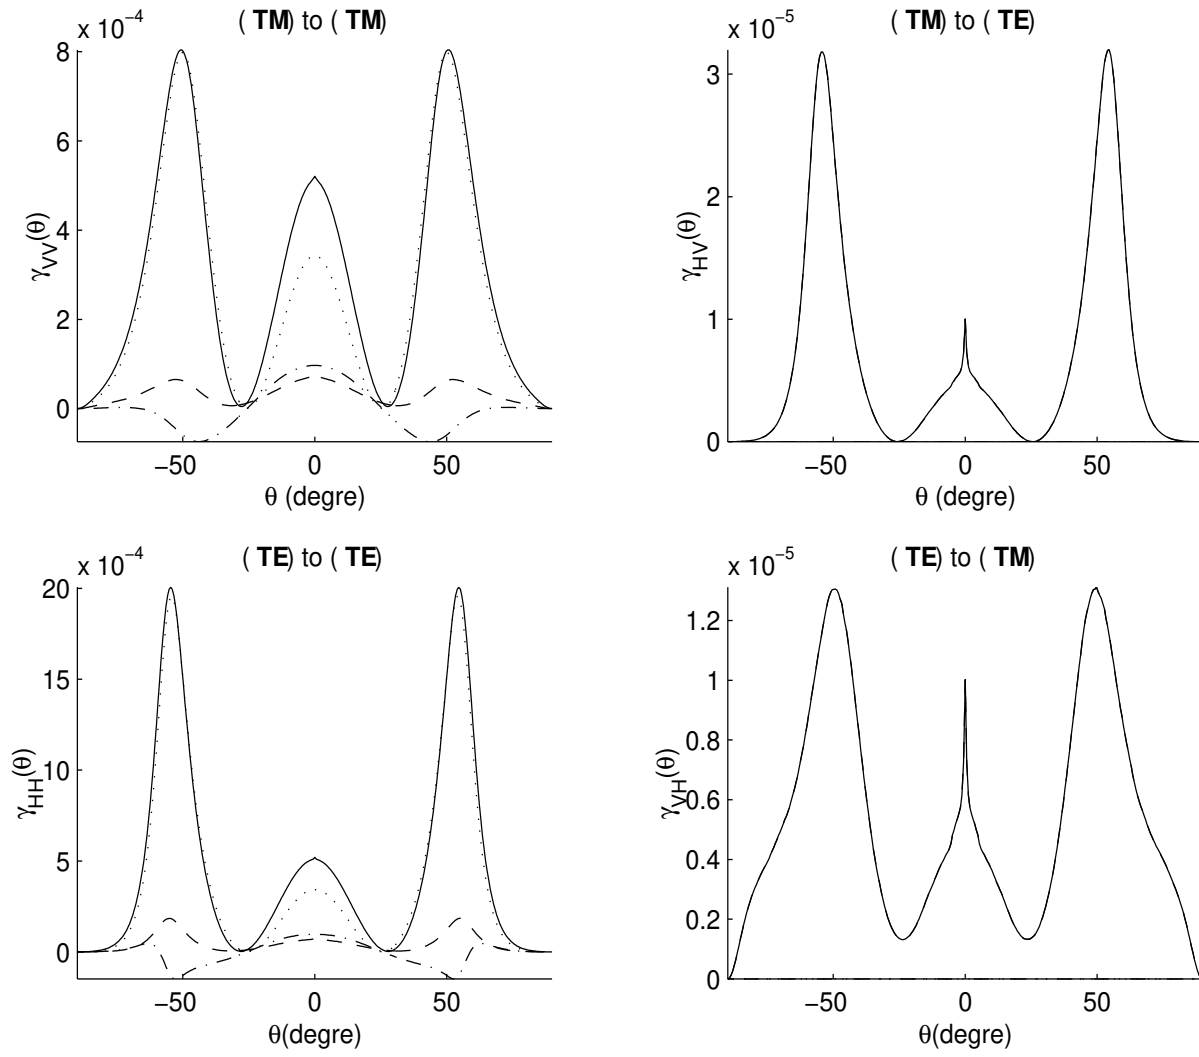 x 10⁻⁴
( TM) to ( TM)
8
6
4
2
0
−50
0
50
γVV(θ)
θ (degre)
x 10⁻⁵
( TM) to ( TE)
3
2
1
0
−50
0
50
γHV(θ)
θ (degre)
x 10⁻⁴
( TE) to ( TE)
20
15
10
5
0
−50
0
50
γHH(θ)
θ(degre)
x 10⁻⁵
( TE) to ( TM)
1.2
1
0.8
0.6
0.4
0.2
0
−50
0
50
γVH(θ)
θ(degre)